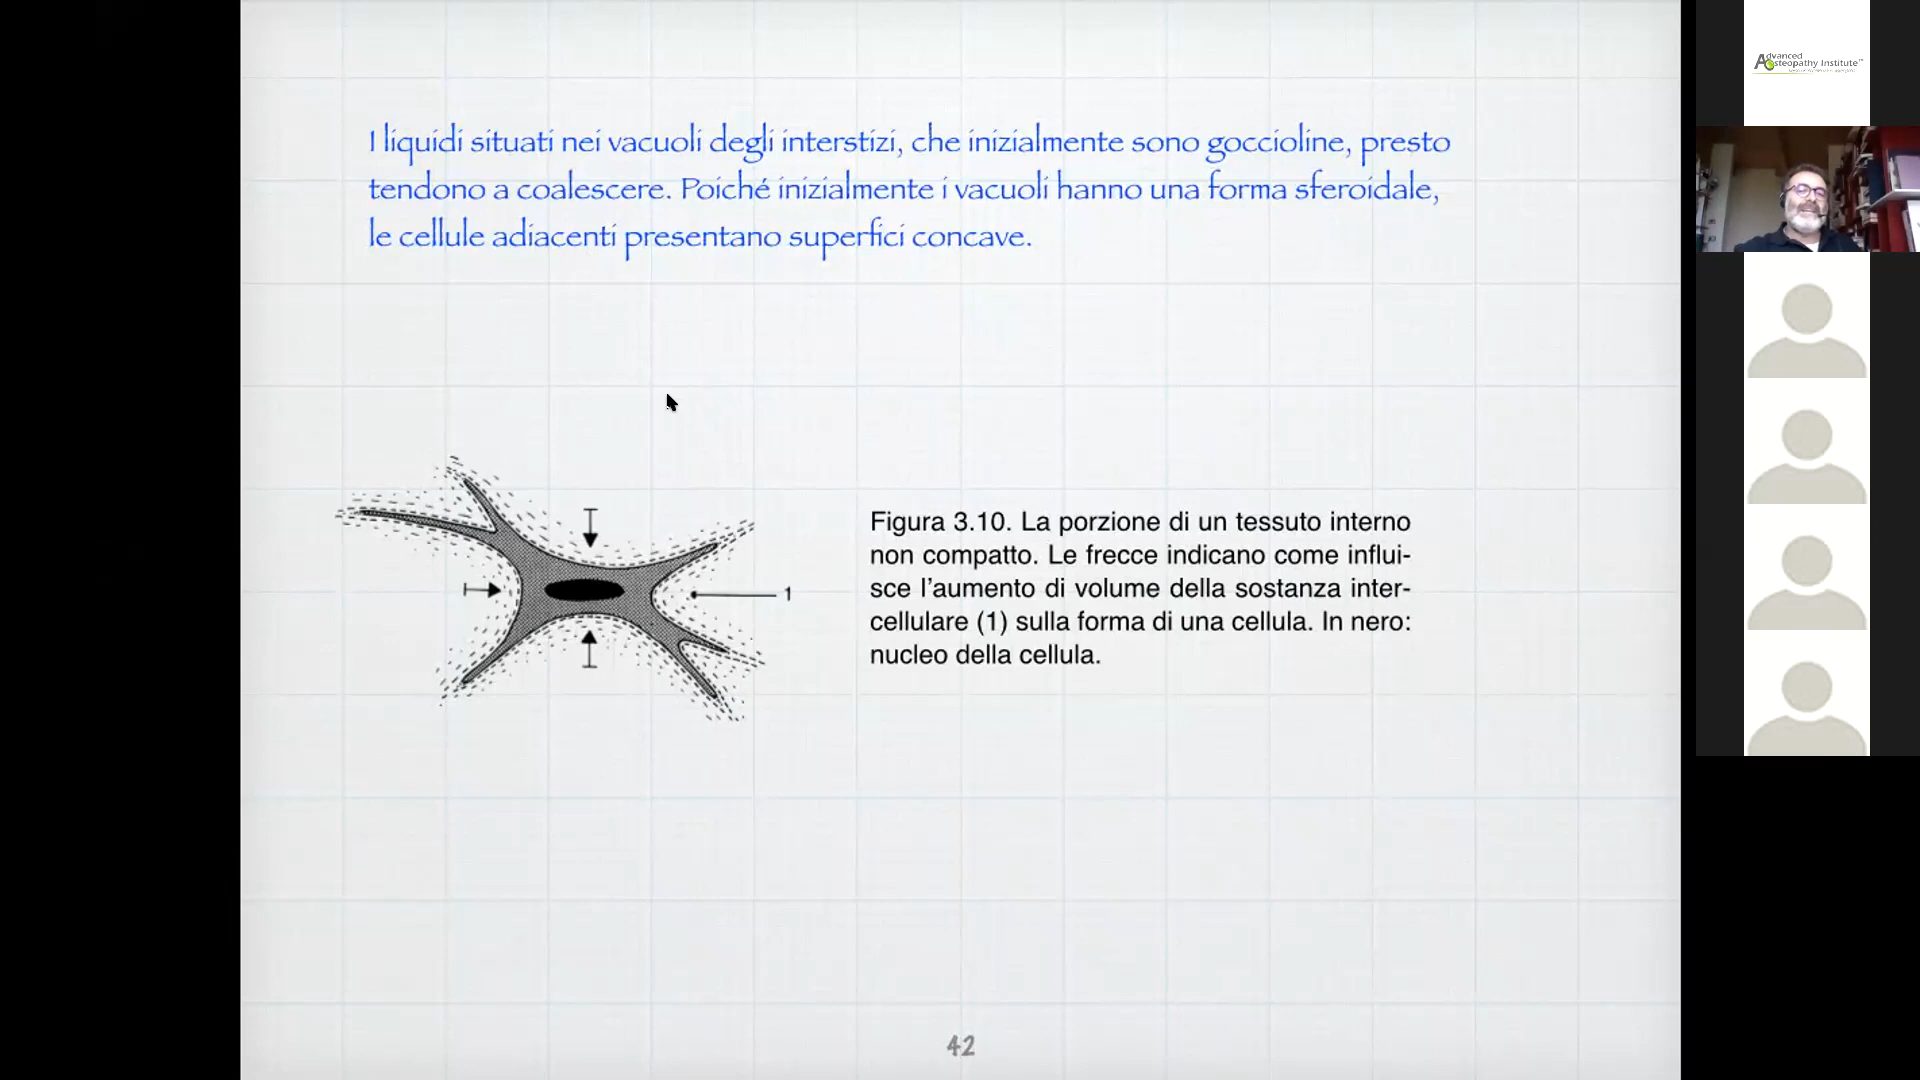 I liquidi situati nei vacuoli degli interstizi, che inizialmente sono goccioline, presto
tendono a coalescere. Poiché inizialmente i vacuoli hanno una forma sferoidale,
le cellule adiacenti presentano superfici concave.
1
Figura 3.10. La porzione di un tessuto interno
non compatto. Le frecce indicano come influi-
sce l'aumento di volume della sostanza inter-
cellulare (1) sulla forma di una cellula. In nero:
nucleo della cellula.
42
Advanced
Osteopathy Institute™